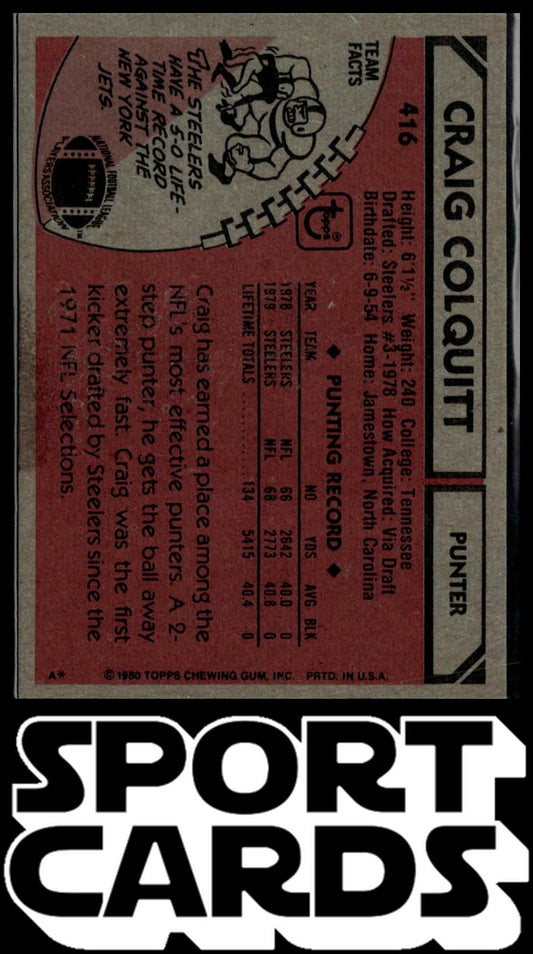 CRAIG COLQUITT
PUNTER
416
Height: 6'1½" Weight: 240 College: Tennessee
Drafted: Steelers #3-1978 How Acquired: Via Draft
Birthdate: 6-9-54 Home: Jamestown, North Carolina
TEAM
FACTS
THE STEELERS
HAVE A 5-0 LIFE-
TIME RECORD
AGAINST THE
NEW YORK
JETS.
NATIONAL FOOTBALL LEAGUE
PLAYERS ASSOCIATION
Topps®
◆ PUNTING RECORD ◆
YEAR TEAM NO YDS AVG BLK
1978 STEELERS NFL 66 2642 40.0 0
1979 STEELERS NFL 68 2773 40.8 0
LIFETIME TOTALS .......... 134 5415 40.4 0
Craig has earned a place among the
NFL's most effective punters. A 2-
step punter, he gets the ball away
extremely fast. Craig was the first
kicker drafted by Steelers since the
1971 NFL Selections.
A* © 1980 TOPPS CHEWING GUM, INC. PRTD. IN U.S.A.
SPORT
CARDS